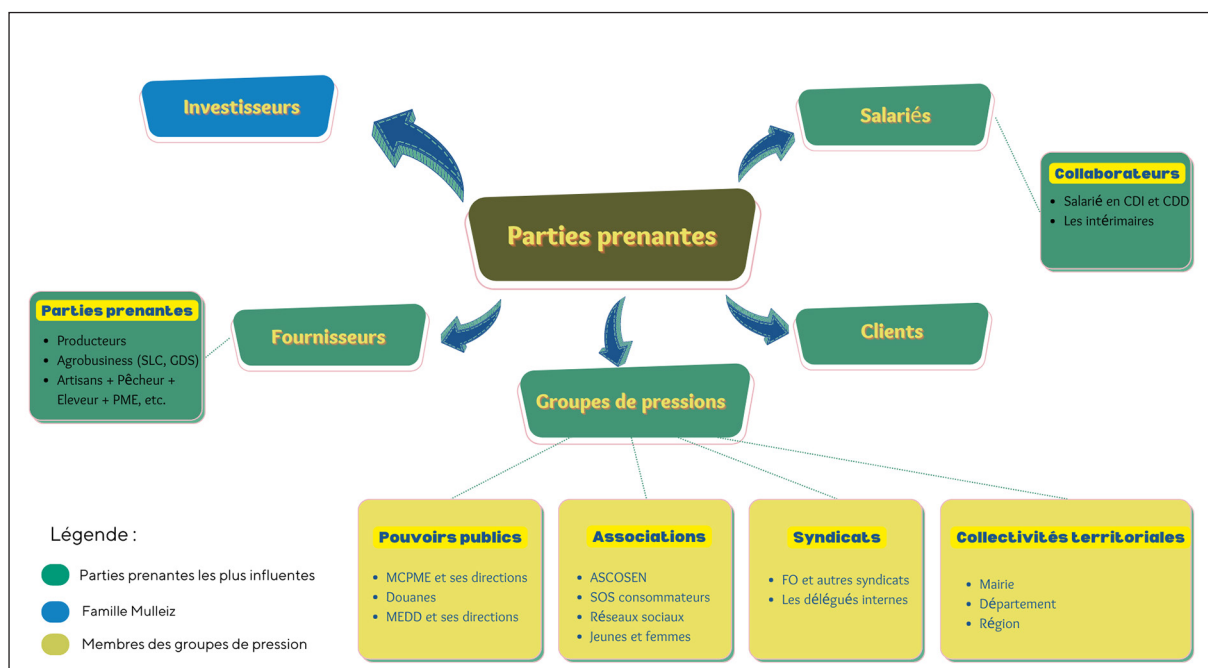 Investisseurs
Salariés
Collaborateurs
Salarié en CDI et CDD
Les intérimaires
Parties prenantes
Parties prenantes
Producteurs
Agrobusiness (SLC, GDS)
Artisans + Pêcheur +
Eleveur + PME, etc.
Fournisseurs
Clients
Groupes de pressions
Pouvoirs publics
MCPME et ses directions
Douanes
MEDD et ses directions
Associations
ASCOSEN
SOS consommateurs
Réseaux sociaux
Jeunes et femmes
Syndicats
FO et autres syndicats
Les délégués internes
Collectivités territoriales
Mairie
Département
Région
Légende :
Parties prenantes les plus influentes
Famille Mulleiz
Membres des groupes de pression